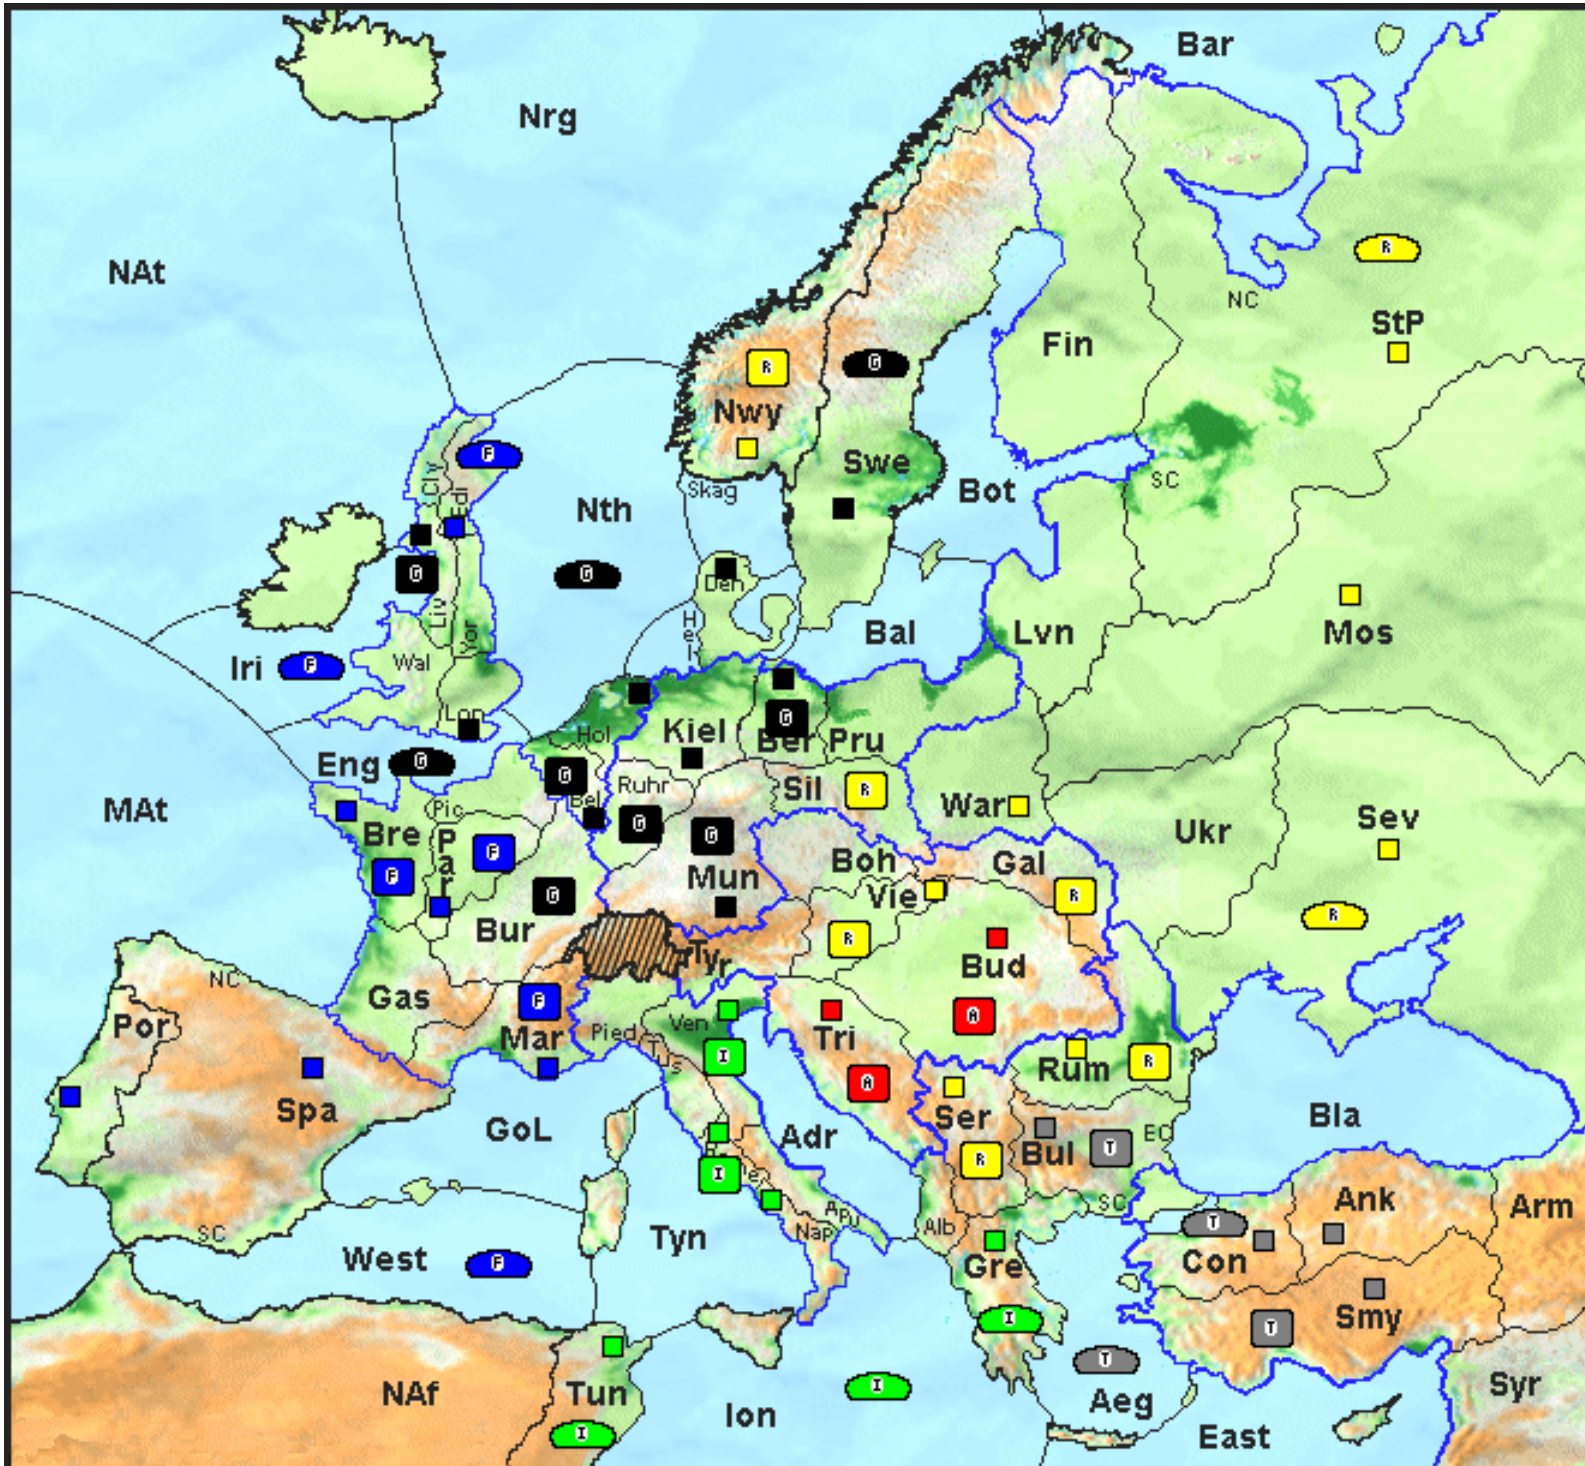 Bar
Nrg
R
NAt
NC
StP
Fin
R
G
Nwy
F
Swe
Cly
Edi
SC
Skag
Bot
Nth
G
G
Den
Hel
Liv
Yor
Bal
Lvn
Mos
Iri
F
Wal
Lon
Hol
Kiel
G
Ber
Pru
Eng
G
G
Ruhr
Sil
R
War
MAt
Pic
Bel
Bre
Par
F
G
G
Boh
Gal
Ukr
Sev
F
Mun
Vie
R
G
Bur
R
R
Tyr
Bud
NC
Gas
F
Por
Mar
Pied
Ven
Tri
A
I
Tus
Rum
R
A
Spa
Ser
GoL
Adr
Bla
EC
Bul
T
R
I
Rom
SC
Ank
Arm
Apu
Nap
Alb
T
SC
Tyn
West
F
Gre
Con
I
T
Smy
T
NAf
Tun
I
Ion
Aeg
Syr
I
East